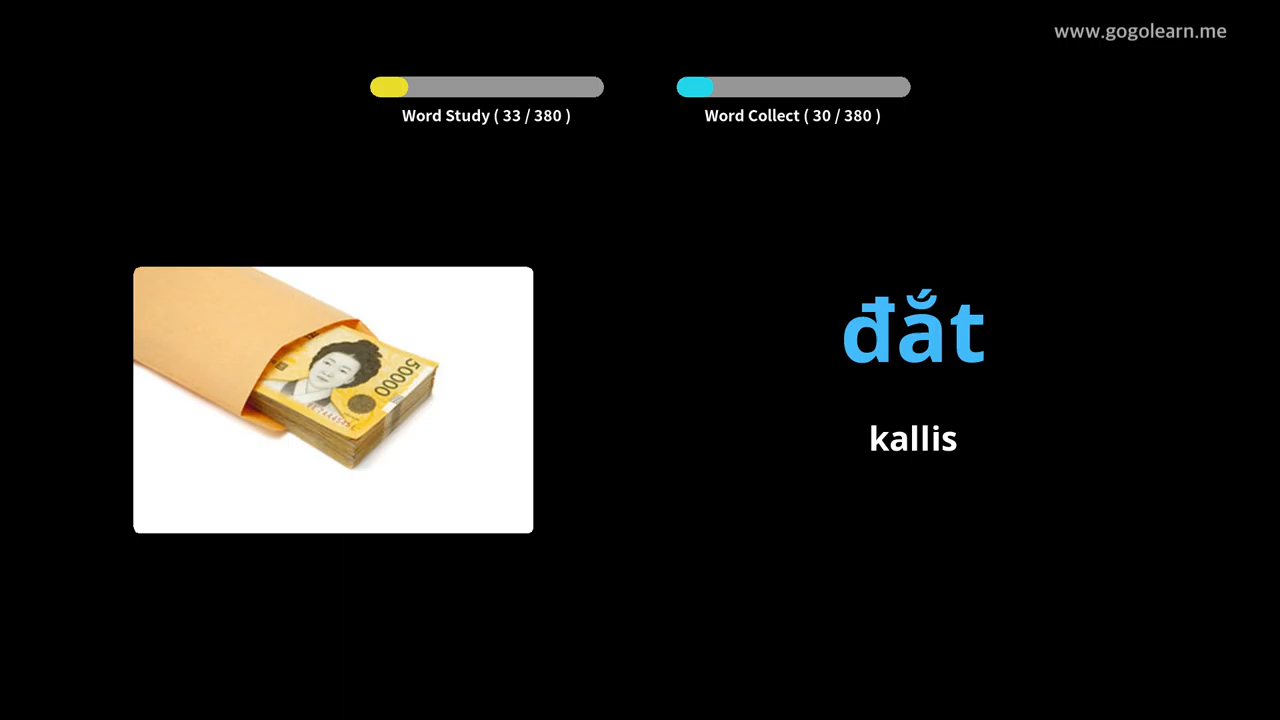 www.gogolearn.me
Word Study ( 33 / 380 )
Word Collect ( 30 / 380 )
50000
đắt
kallis